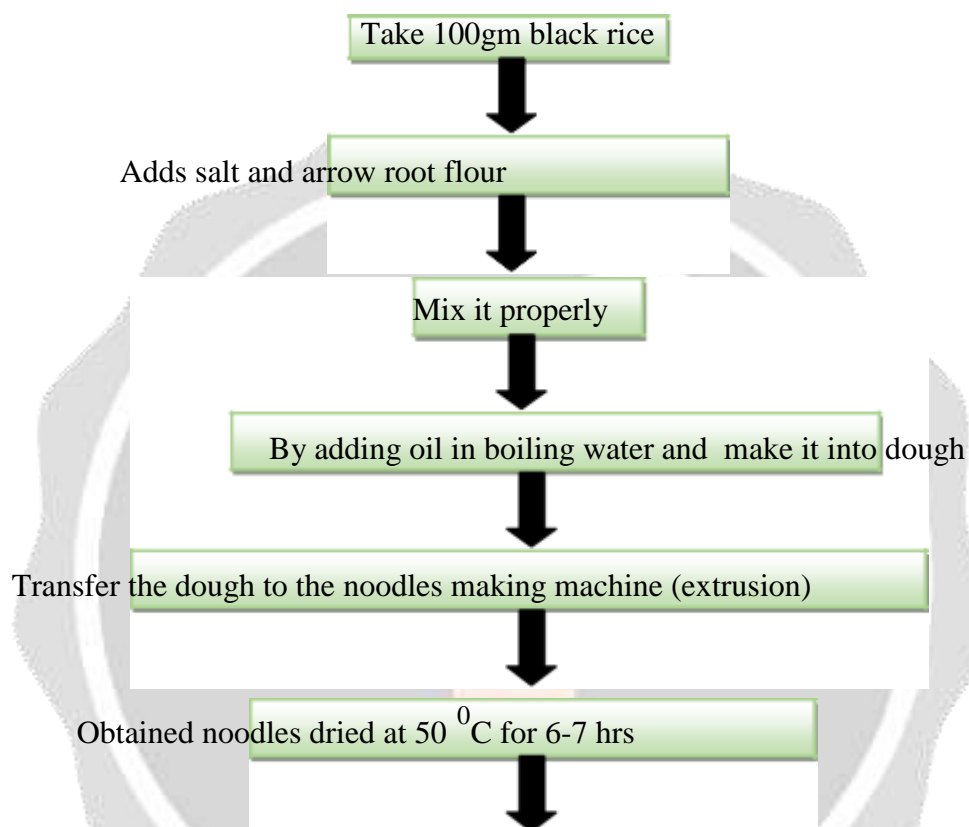 Take 100gm black rice
Adds salt and arrow root flour
Mix it properly
By adding oil in boiling water and  make it into dough
Transfer the dough to the noodles making machine (extrusion)
Obtained noodles dried at 50 ⁰C for 6-7 hrs